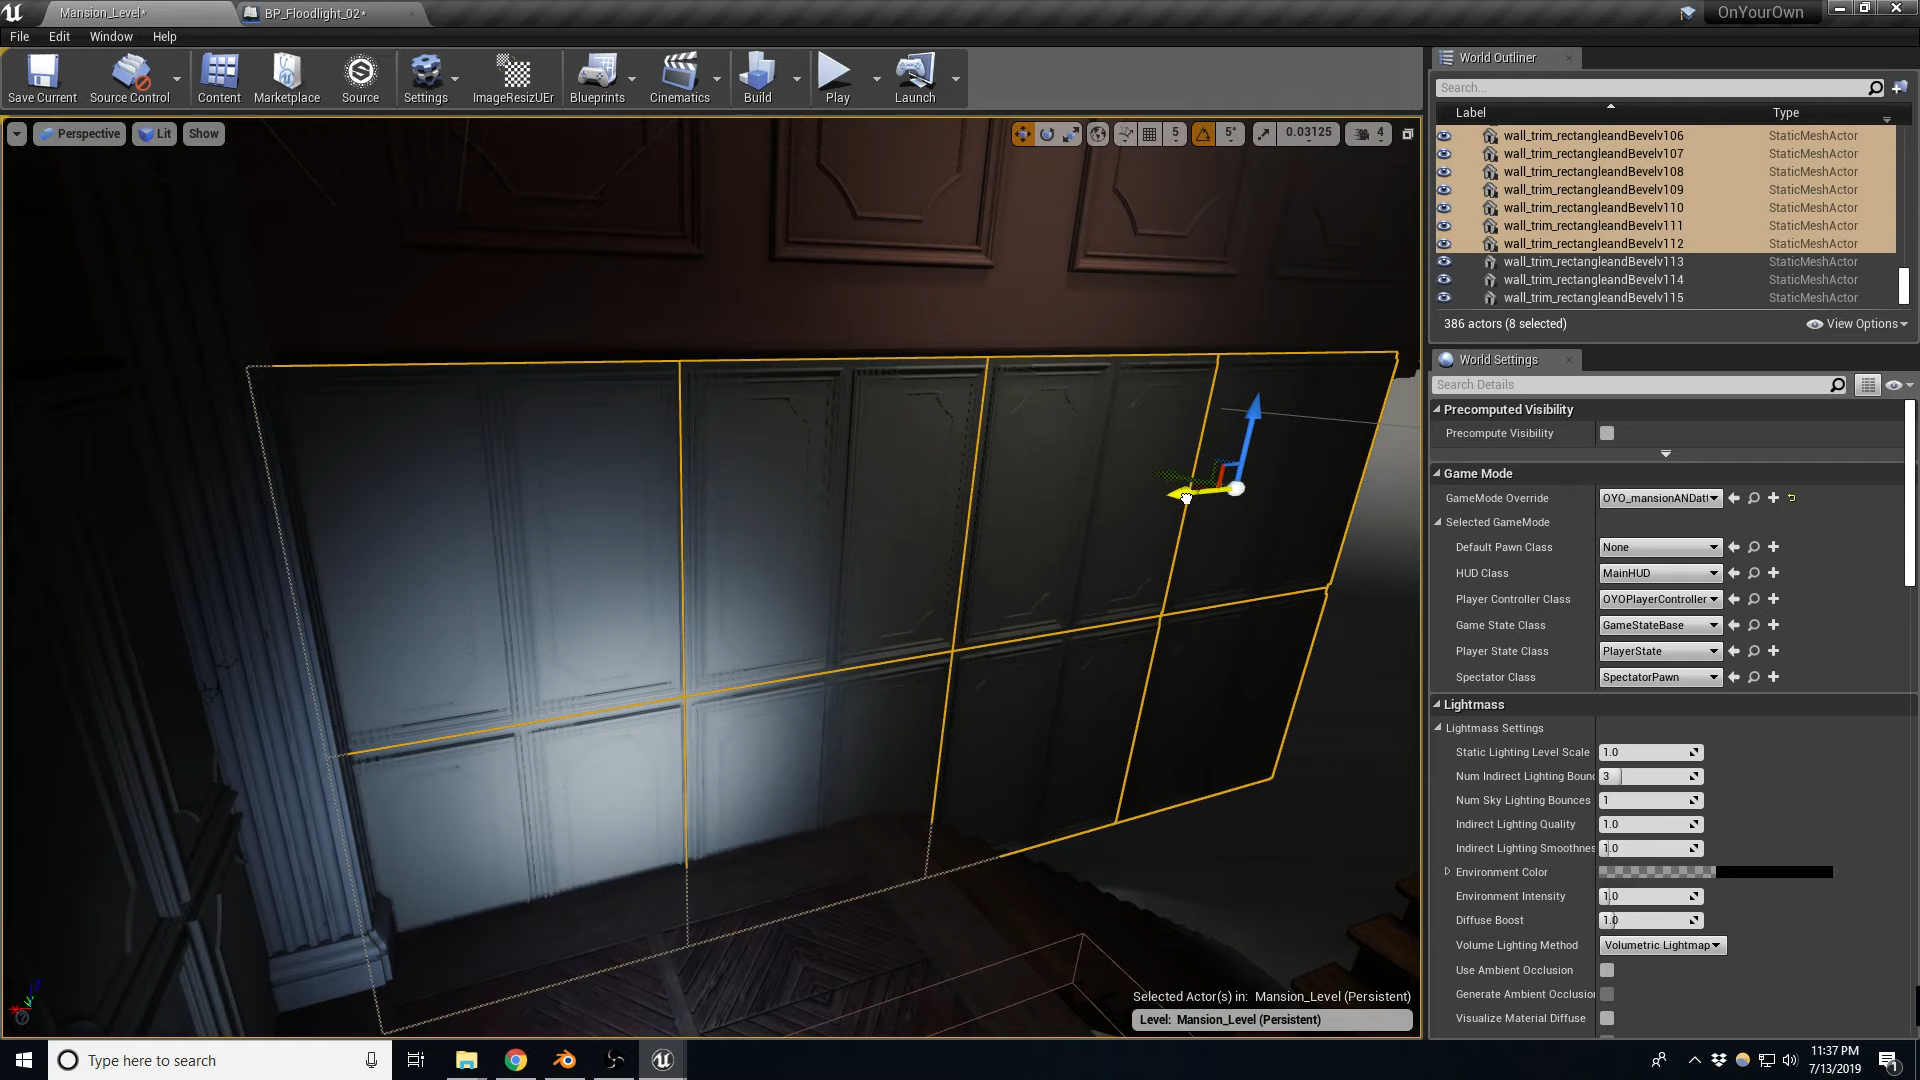 Mansion_Level*
BP_Floodlight_02*
OnYourOwn
File Edit Window Help
Save Current
Source Control
Content
Marketplace
Source
Settings
ImageResizUEr
Blueprints
Cinematics
Build
Play
Launch
Perspective
Lit
Show
5
5°
0.03125
4
World Outliner
Search...
Label Type
wall_trim_rectangleandBevelv106 StaticMeshActor
wall_trim_rectangleandBevelv107 StaticMeshActor
wall_trim_rectangleandBevelv108 StaticMeshActor
wall_trim_rectangleandBevelv109 StaticMeshActor
wall_trim_rectangleandBevelv110 StaticMeshActor
wall_trim_rectangleandBevelv111 StaticMeshActor
wall_trim_rectangleandBevelv112 StaticMeshActor
wall_trim_rectangleandBevelv113 StaticMeshActor
wall_trim_rectangleandBevelv114 StaticMeshActor
wall_trim_rectangleandBevelv115 StaticMeshActor
386 actors (8 selected) View Options
World Settings
Search Details
Precomputed Visibility
Precompute Visibility
Game Mode
GameMode Override OYO_mansionANDatt
Selected GameMode
Default Pawn Class None
HUD Class MainHUD
Player Controller Class OYOPlayerController
Game State Class GameStateBase
Player State Class PlayerState
Spectator Class SpectatorPawn
Lightmass
Lightmass Settings
Static Lighting Level Scale 1.0
Num Indirect Lighting Bounc 3
Num Sky Lighting Bounces 1
Indirect Lighting Quality 1.0
Indirect Lighting Smoothnes 1.0
Environment Color
Environment Intensity 1.0
Diffuse Boost 1.0
Volume Lighting Method Volumetric Lightmap
Use Ambient Occlusion
Generate Ambient Occlusion
Visualize Material Diffuse
Selected Actor(s) in: Mansion_Level (Persistent)
Level: Mansion_Level (Persistent)
Type here to search
11:37 PM
7/13/2019
1